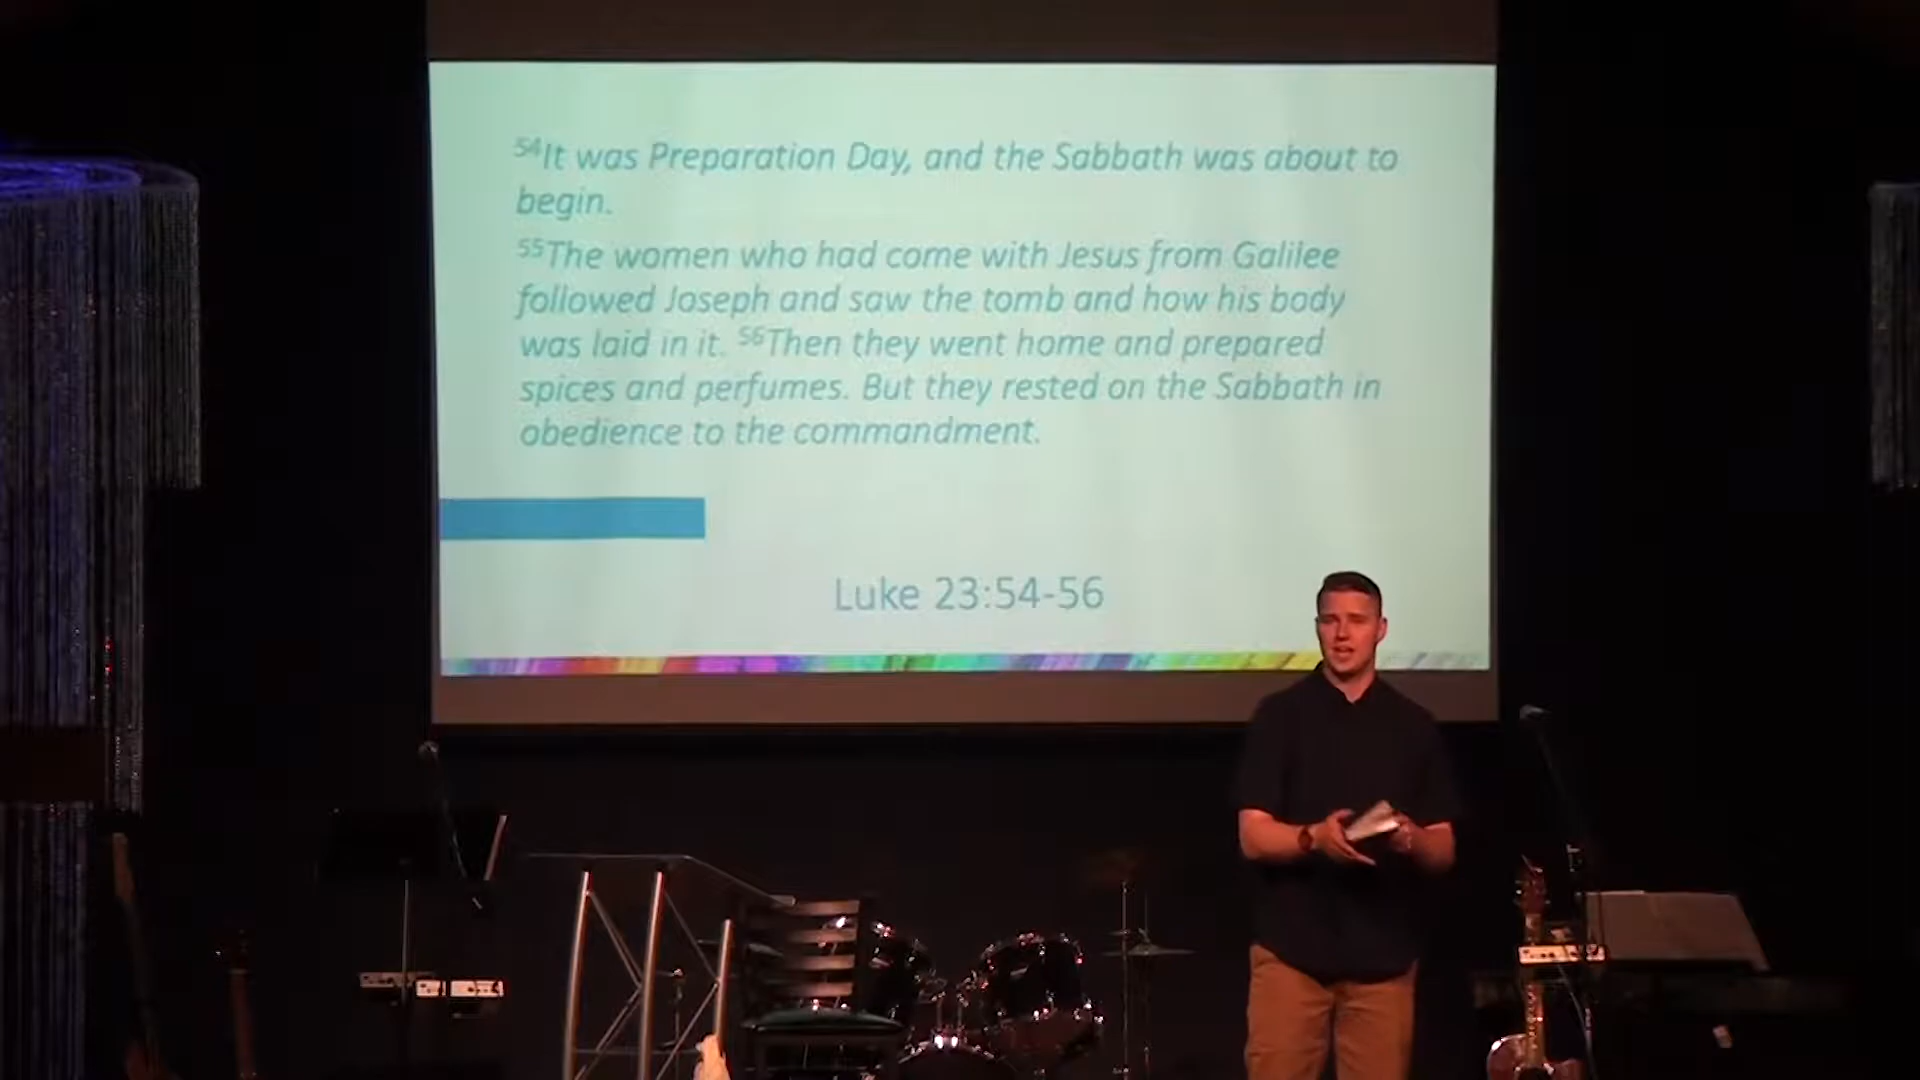 54It was Preparation Day, and the Sabbath was about to
begin.
55The women who had come with Jesus from Galilee
followed Joseph and saw the tomb and how his body
was laid in it. 56Then they went home and prepared
spices and perfumes. But they rested on the Sabbath in
obedience to the commandment.
Luke 23:54-56